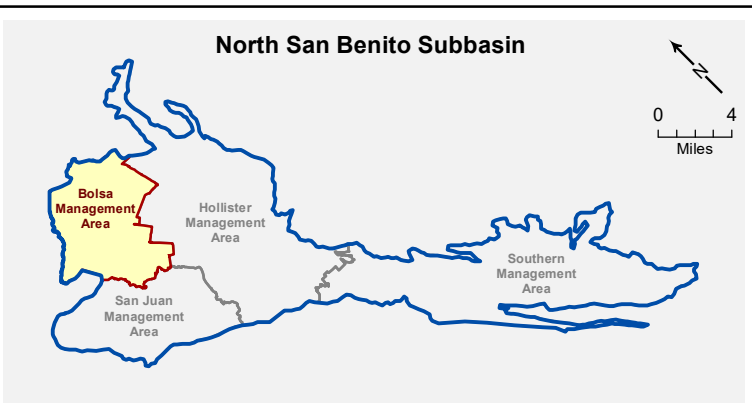 North San Benito Subbasin
N
0 4
Miles
Bolsa
Management
Area
Hollister
Management
Area
Southern
Management
Area
San Juan
Management
Area